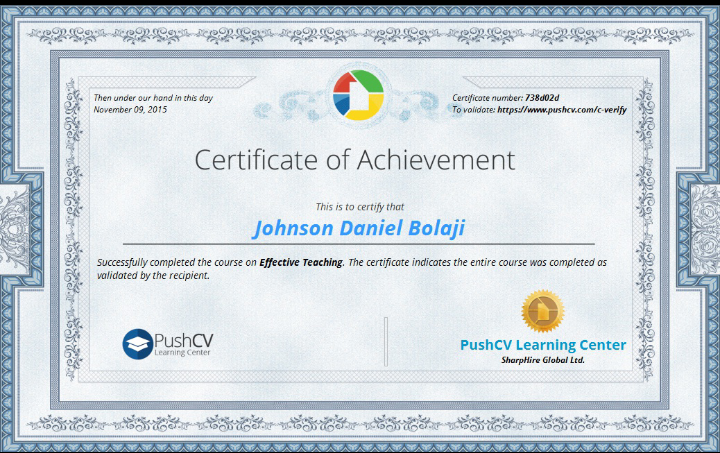 Then under our hand in this day
November 09, 2015
Certificate number: 738d02d
To validate: https://www.pushcv.com/c-verify
Certificate of Achievement
This is to certify that
Johnson Daniel Bolaji
Successfully completed the course on Effective Teaching. The certificate indicates the entire course was completed as
validated by the recipient.
PushCV
Learning Center
PushCV Learning Center
SharpHire Global Ltd.